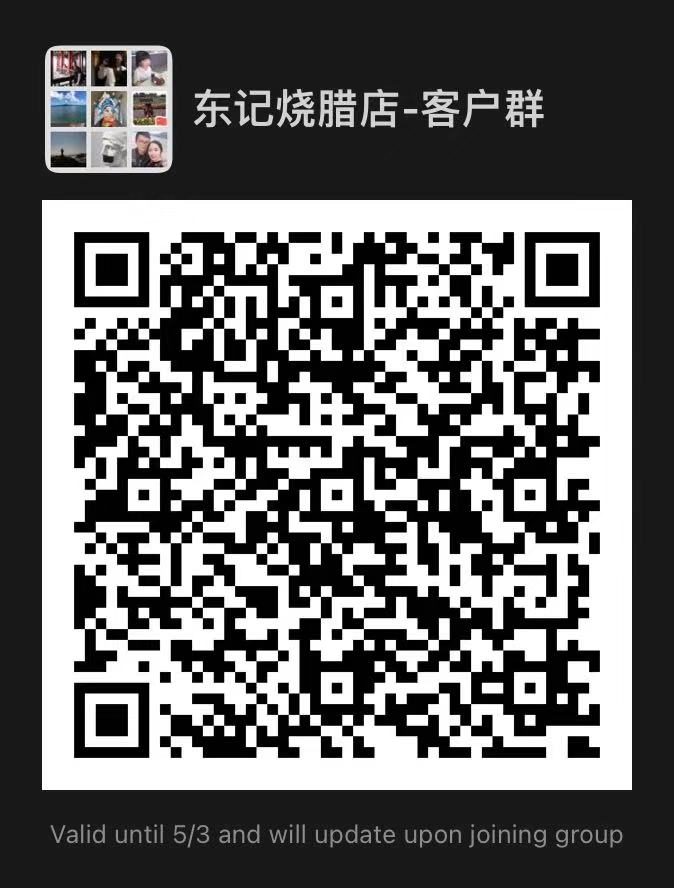 东记烧腊店-客户群
Valid until 5/3 and will update upon joining group